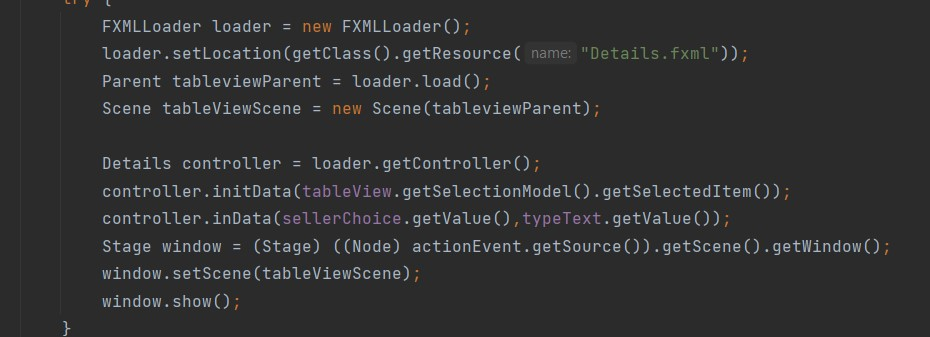 try {
FXMLLoader loader = new FXMLLoader();
loader.setLocation(getClass().getResource( name: "Details.fxml"));
Parent tableviewParent = loader.load();
Scene tableViewScene = new Scene(tableviewParent);
Details controller = loader.getController();
controller.initData(tableView.getSelectionModel().getSelectedItem());
controller.inData(sellerChoice.getValue(),typeText.getValue());
Stage window = (Stage) ((Node) actionEvent.getSource()).getScene().getWindow();
window.setScene(tableViewScene);
window.show();
}